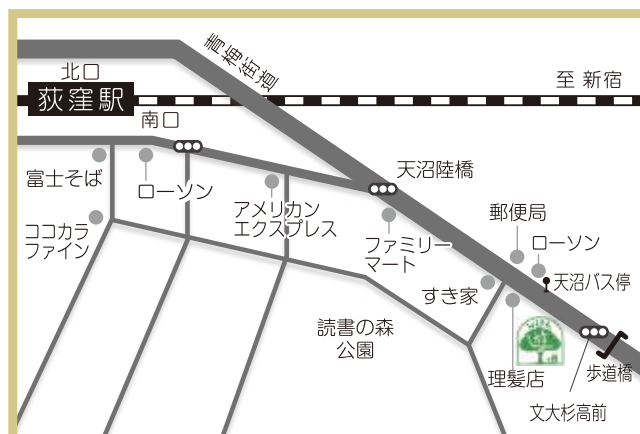 青梅街道
北口
荻窪駅
至 新宿
南口
富士そば
ローソン
天沼陸橋
アメリカン
エクスプレス
郵便局
ローソン
ココカラ
ファイン
ファミリー
マート
天沼バス停
すき家
読書の森
公園
理髪店
歩道橋
文大杉高前